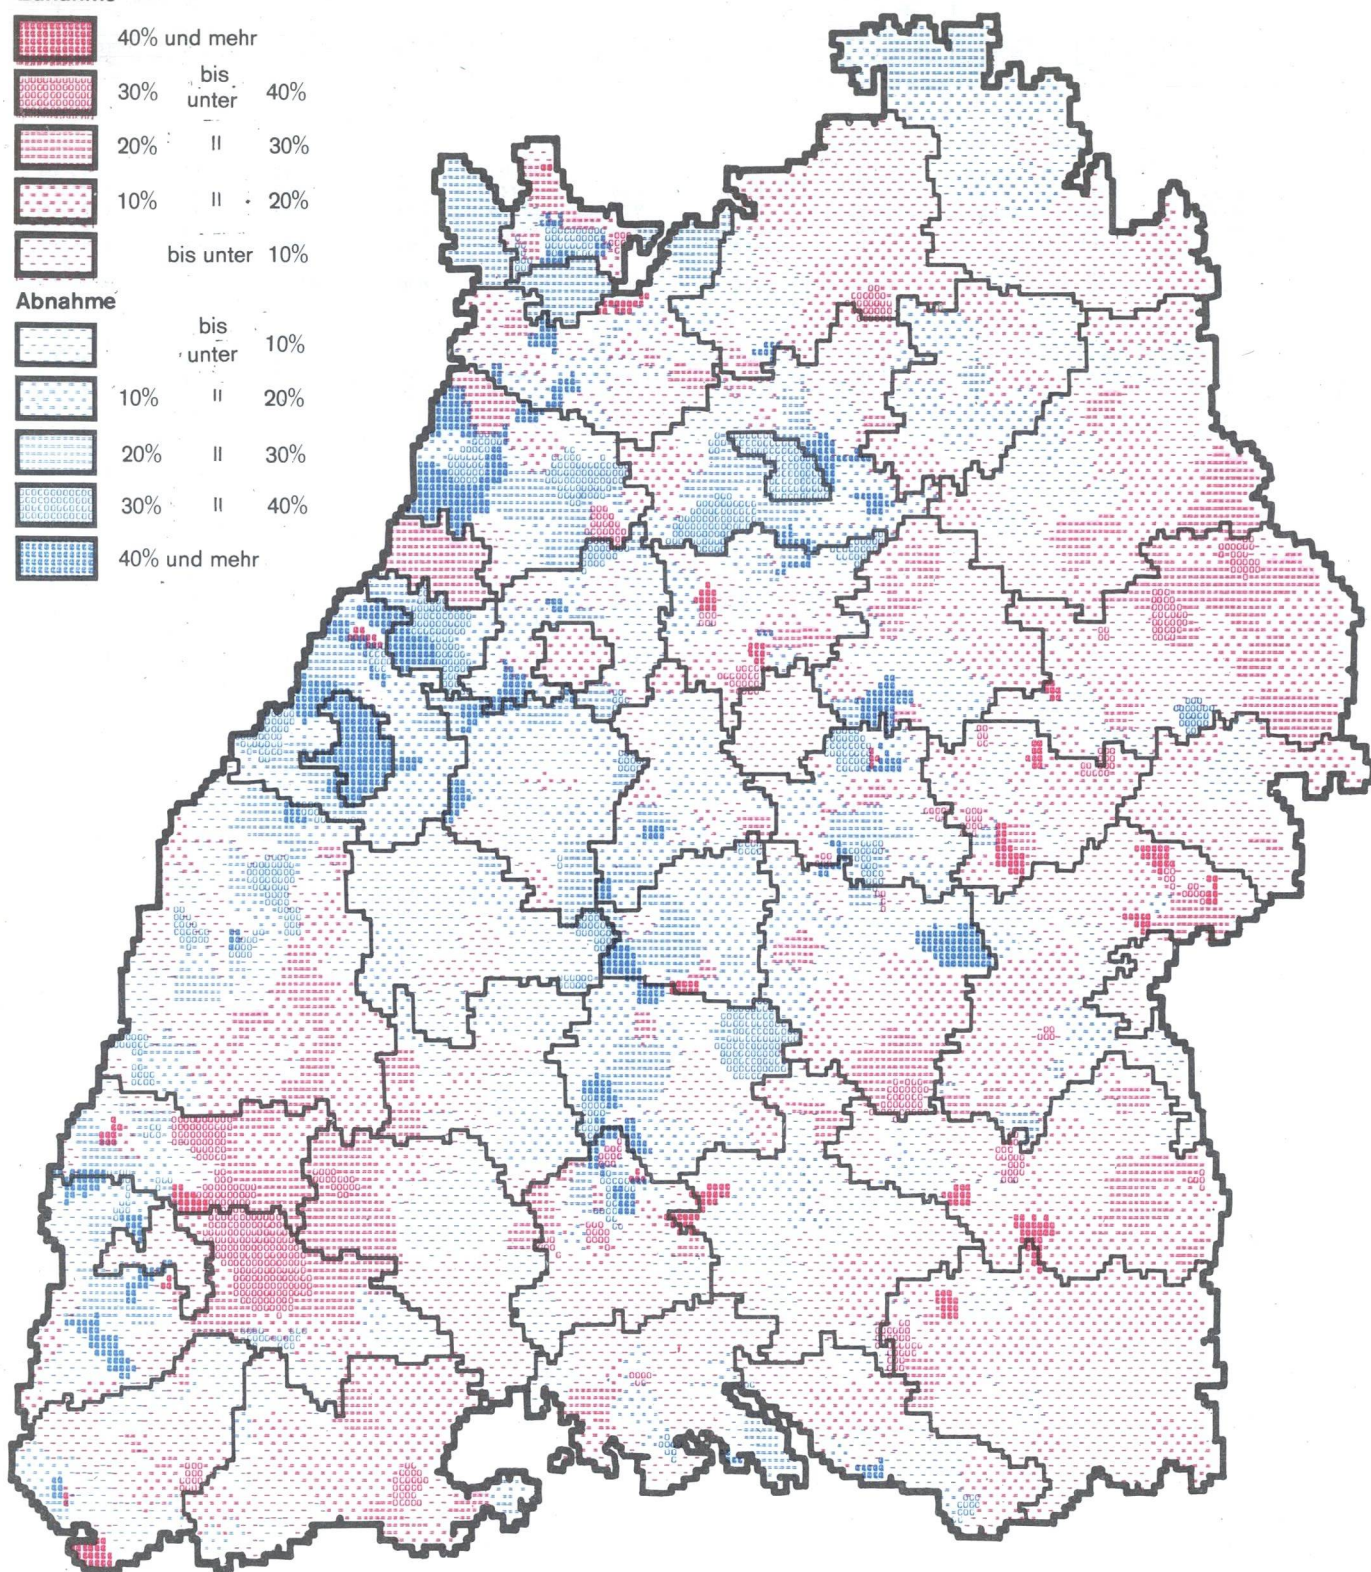 40% und mehr
30% bis unter 40%
20% " 30%
10% " 20%
bis unter 10%
Abnahme
bis unter 10%
10% " 20%
20% " 30%
30% " 40%
40% und mehr